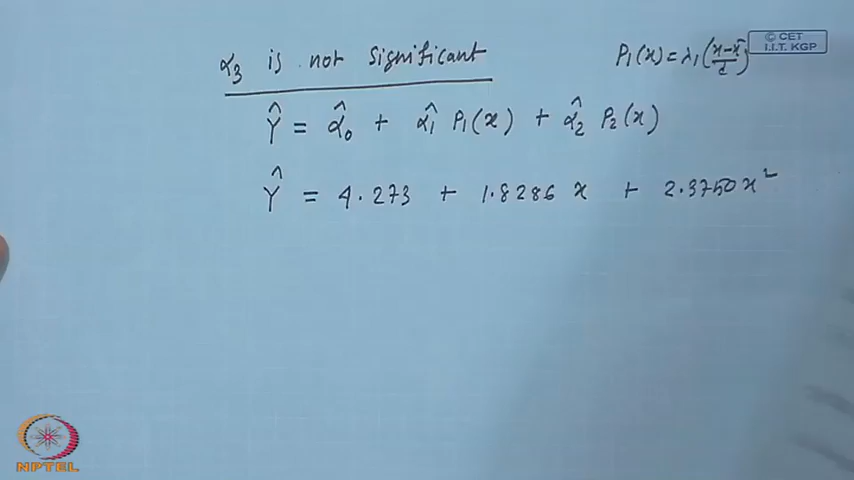 α₃ is not significant
P₁(x) = λ₁(x-x̄/d)
© CET
I.I.T. KGP
Ŷ = α̂₀ + α̂₁ P₁(x) + α̂₂ P₂(x)
Ŷ = 4.273 + 1.8286 x + 2.3750 x²
NPTEL